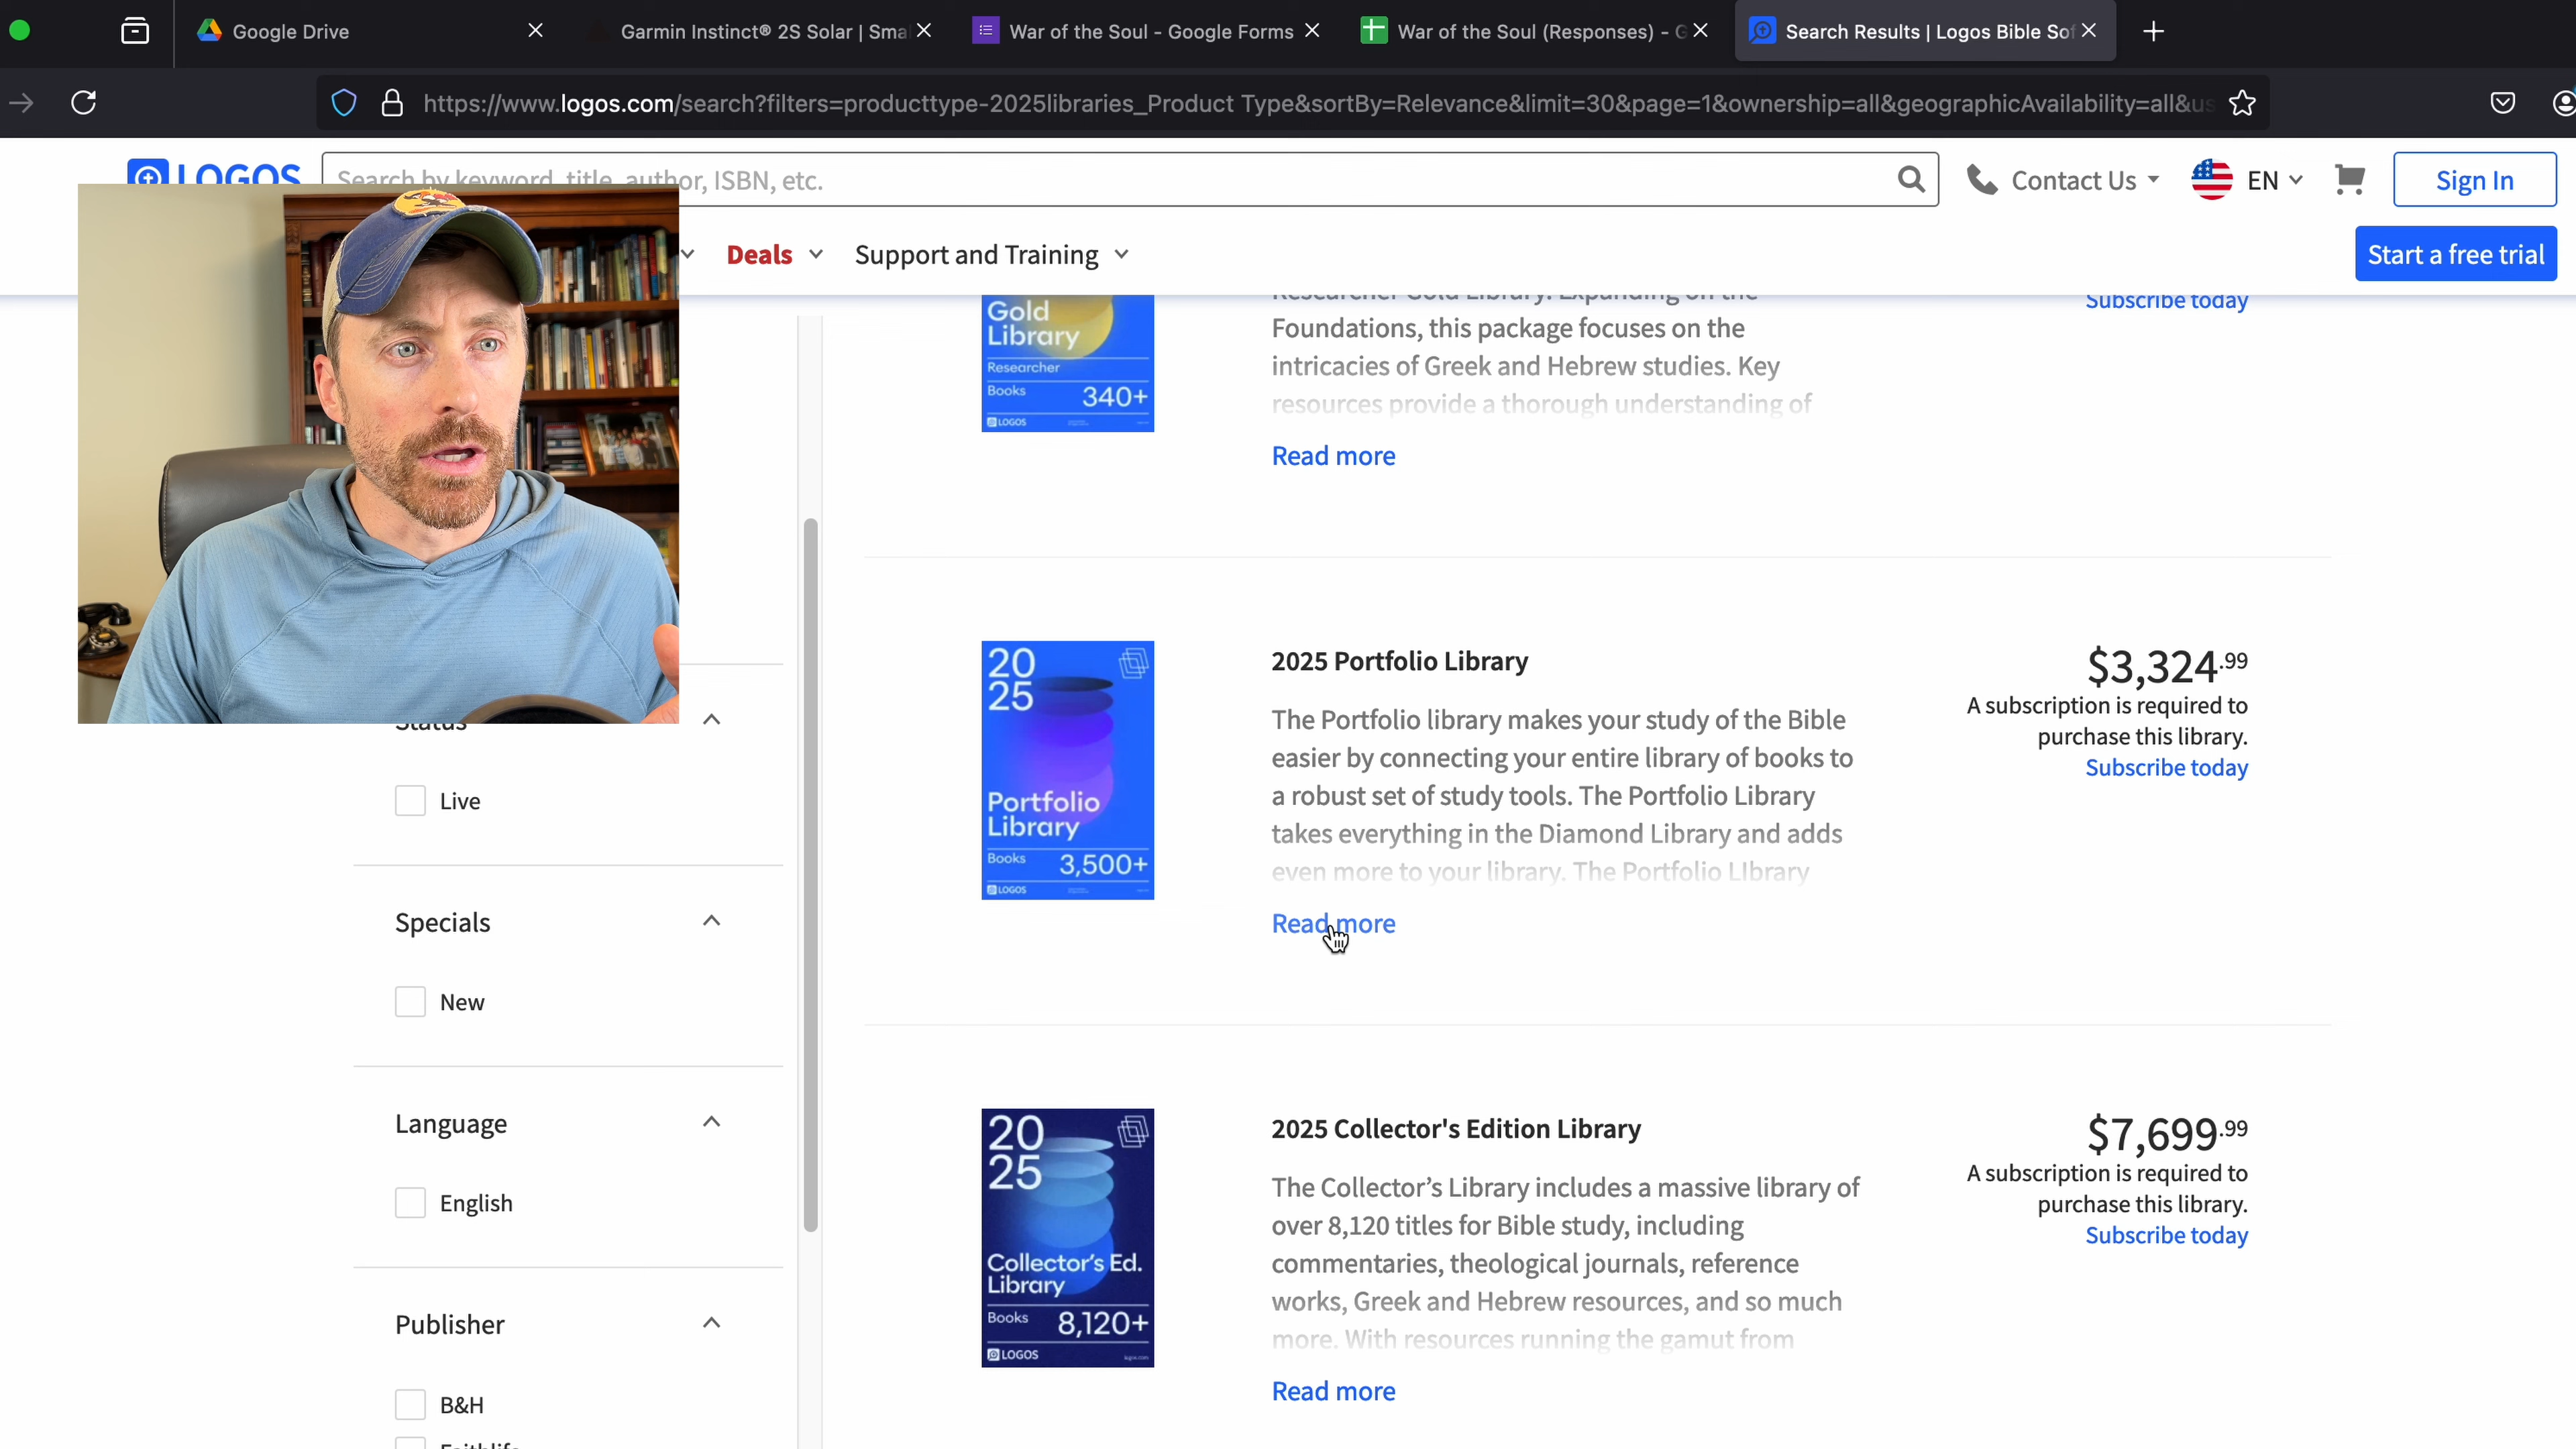 Google Drive
Garmin Instinct® 2S Solar | Sma
War of the Soul - Google Forms
War of the Soul (Responses) - G
Search Results | Logos Bible Sof
https://www.logos.com/search?filters=producttype-2025libraries_Product Type&sortBy=Relevance&limit=30&page=1&ownership=all&geographicAvailability=all&us
LOGOS
Search by keyword, title, author, ISBN, etc.
Contact Us
EN
Sign In
Deals
Support and Training
Start a free trial
Gold
Library
Researcher
Books 340+
LOGOS
Researcher Gold Library. Expanding on the
Foundations, this package focuses on the
intricacies of Greek and Hebrew studies. Key
resources provide a thorough understanding of
Read more
Subscribe today
Status
Live
Specials
New
Language
English
Publisher
B&H
Faithlife
20
25
Portfolio
Library
Books 3,500+
LOGOS
2025 Portfolio Library
The Portfolio library makes your study of the Bible
easier by connecting your entire library of books to
a robust set of study tools. The Portfolio Library
takes everything in the Diamond Library and adds
even more to your library. The Portfolio LIbrary
Read more
$3,324.99
A subscription is required to
purchase this library.
Subscribe today
20
25
Collector's Ed.
Library
Books 8,120+
LOGOS
2025 Collector's Edition Library
The Collector’s Library includes a massive library of
over 8,120 titles for Bible study, including
commentaries, theological journals, reference
works, Greek and Hebrew resources, and so much
more. With resources running the gamut from
Read more
$7,699.99
A subscription is required to
purchase this library.
Subscribe today